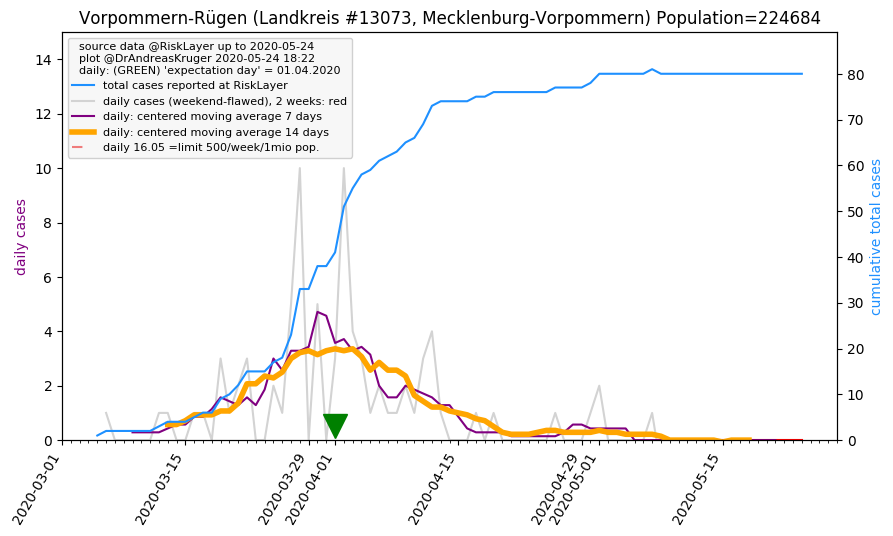 Vorpommern-Rügen (Landkreis #13073, Mecklenburg-Vorpommern) Population=224684
source data @RiskLayer up to 2020-05-24
plot @DrAndreasKruger 2020-05-24 18:22
daily: (GREEN) 'expectation day' = 01.04.2020
total cases reported at RiskLayer
daily cases (weekend-flawed), 2 weeks: red
daily: centered moving average 7 days
daily: centered moving average 14 days
daily 16.05 =limit 500/week/1mio pop.
daily cases
14
12
10
8
6
4
2
0
cumulative total cases
80
70
60
50
40
30
20
10
0
2020-03-01
2020-03-15
2020-03-29
2020-04-01
2020-04-15
2020-04-29
2020-05-01
2020-05-15